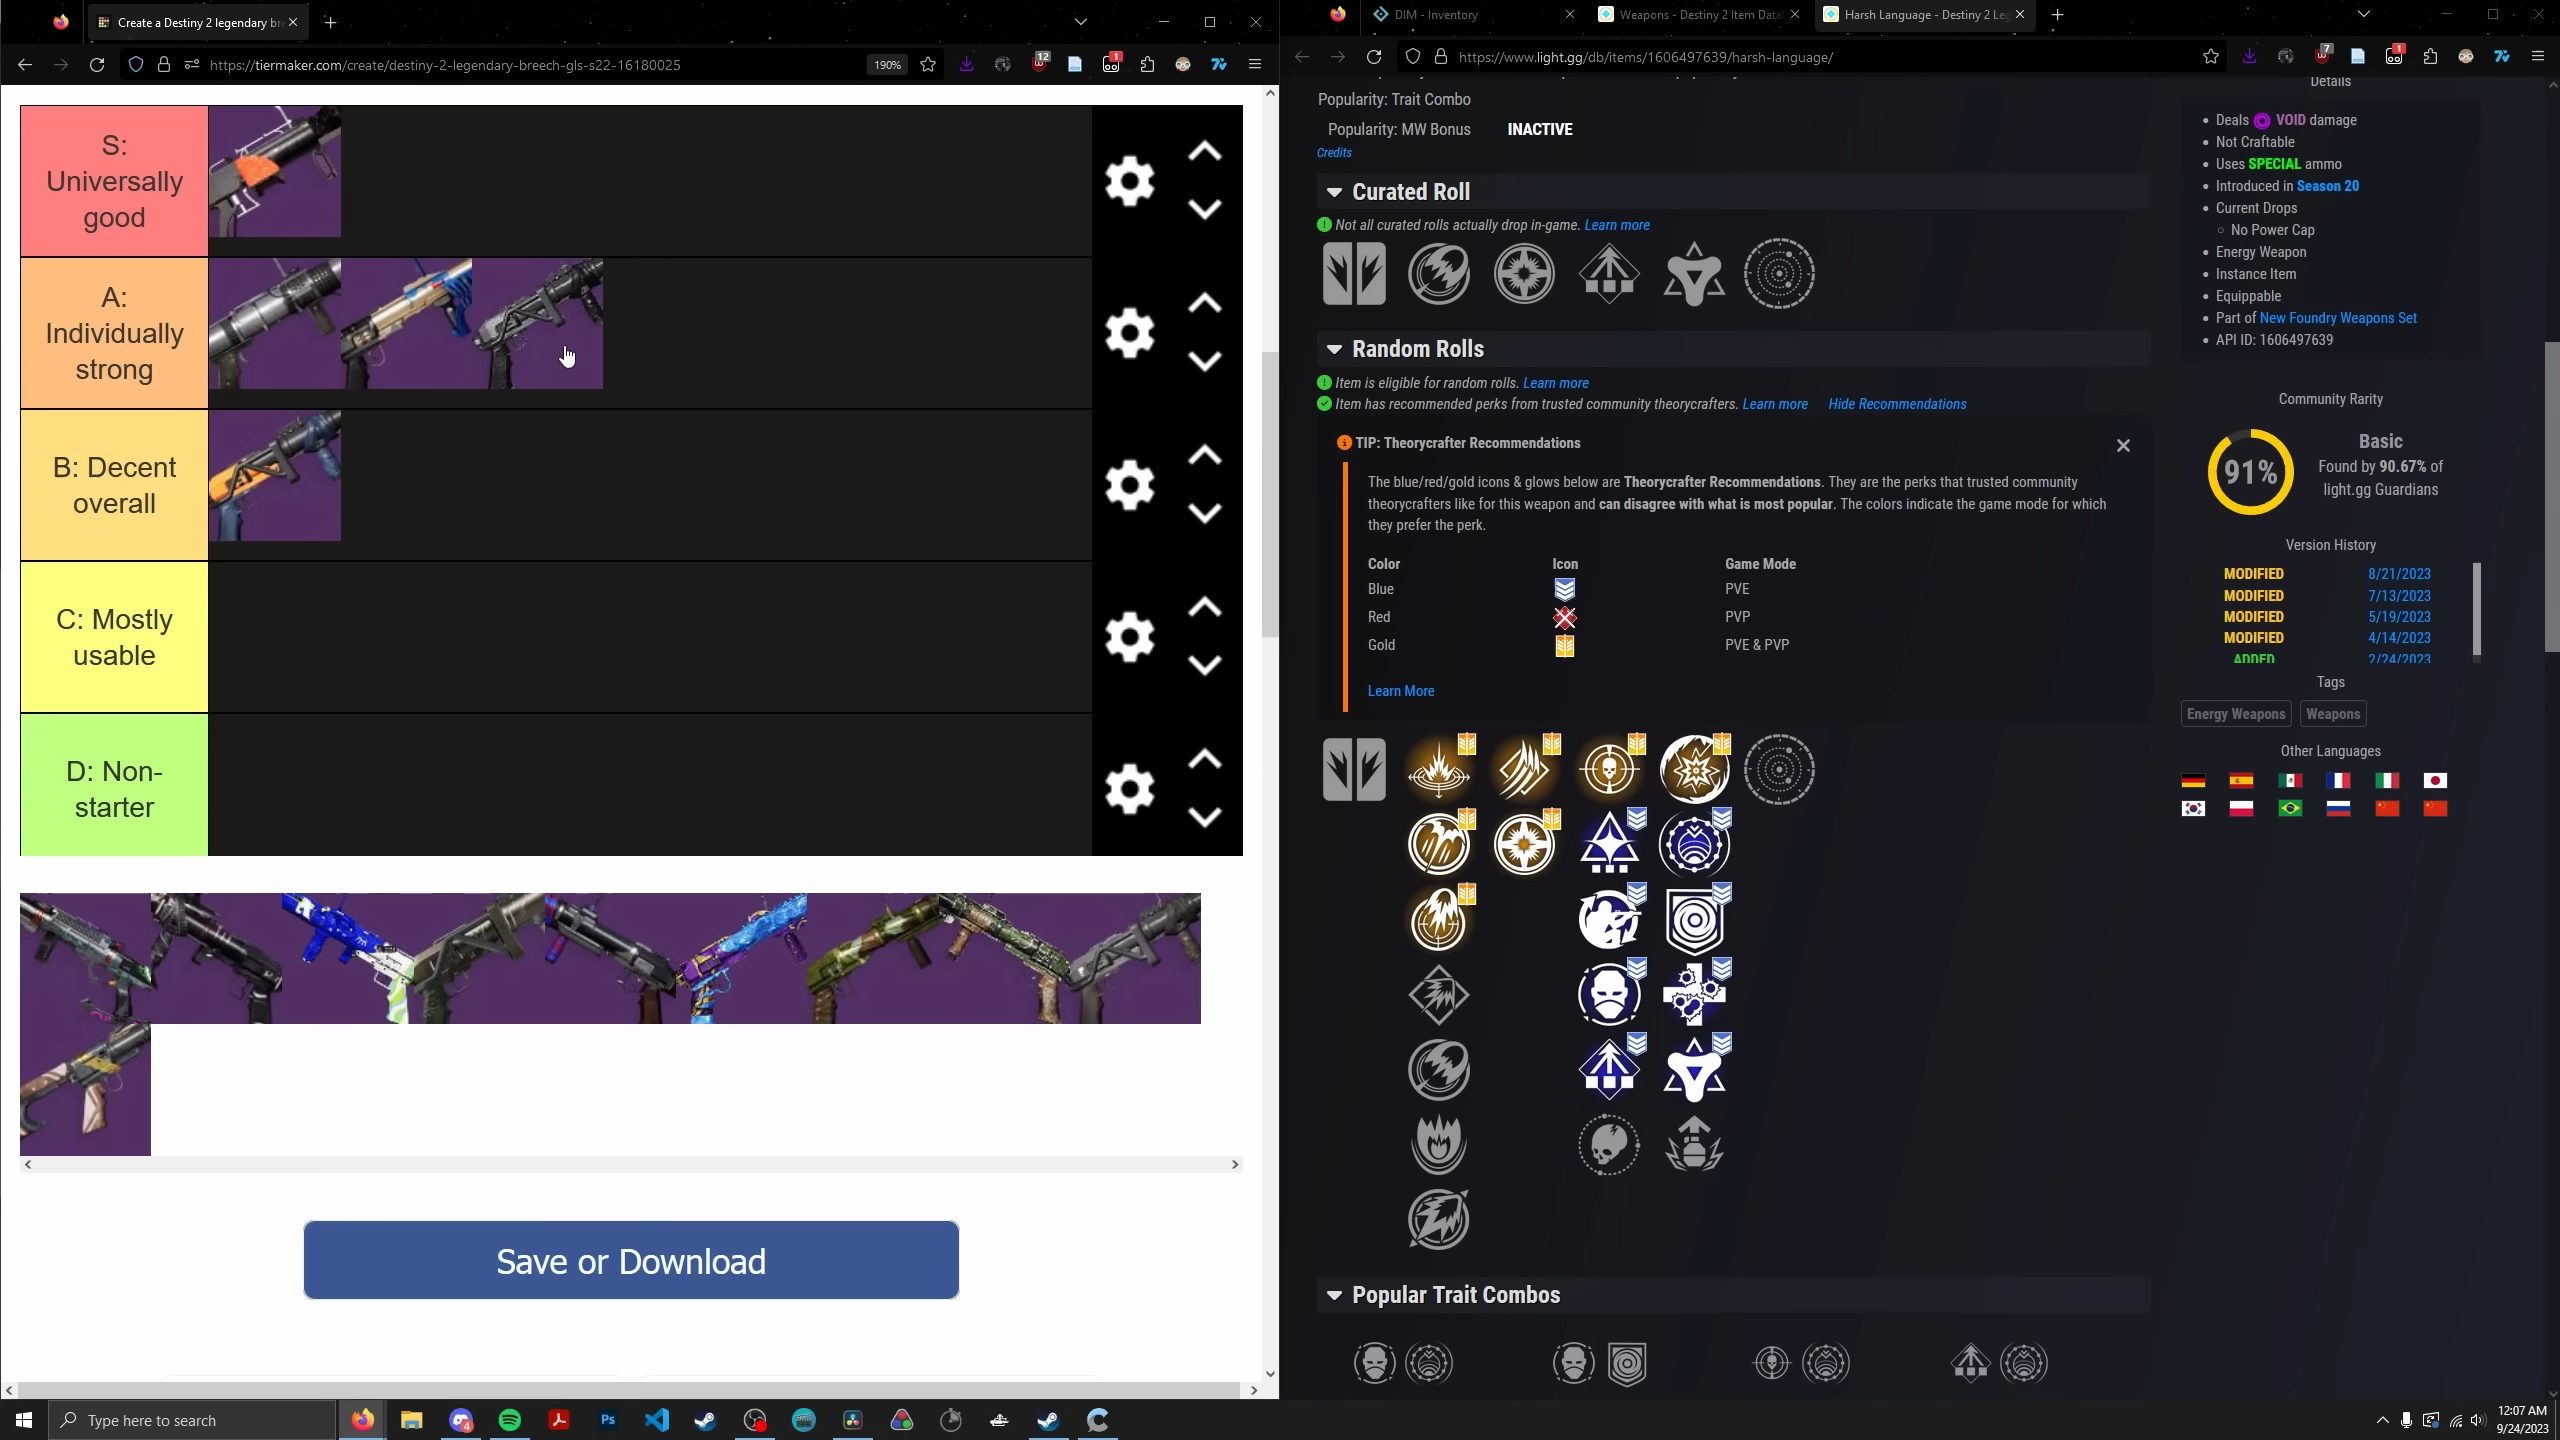 Create a Destiny 2 legendary br
https://tiermaker.com/create/destiny-2-legendary-breech-gls-s22-16180025
190%
12
1
S:
Universally
good
A:
Individually
strong
B: Decent
overall
C: Mostly
usable
D: Non-
starter
Save or Download
DIM - Inventory
Weapons - Destiny 2 Item Data
Harsh Language - Destiny 2 Leg
https://www.light.gg/db/items/1606497639/harsh-language/
7
1
Popularity: Trait Combo
Popularity: MW Bonus
INACTIVE
Credits
Curated Roll
Not all curated rolls actually drop in-game. Learn more
Random Rolls
Item is eligible for random rolls. Learn more
Item has recommended perks from trusted community theorycrafters. Learn more Hide Recommendations
TIP: Theorycrafter Recommendations
The blue/red/gold icons & glows below are Theorycrafter Recommendations. They are the perks that trusted community
theorycrafters like for this weapon and can disagree with what is most popular. The colors indicate the game mode for which
they prefer the perk.
Color Icon Game Mode
Blue PVE
Red PVP
Gold PVE & PVP
Learn More
Popular Trait Combos
Details
Deals VOID damage
Not Craftable
Uses SPECIAL ammo
Introduced in Season 20
Current Drops
No Power Cap
Energy Weapon
Instance Item
Equippable
Part of New Foundry Weapons Set
API ID: 1606497639
Community Rarity
91%
Basic
Found by 90.67% of
light.gg Guardians
Version History
MODIFIED 8/21/2023
MODIFIED 7/13/2023
MODIFIED 5/19/2023
MODIFIED 4/14/2023
ADDED 2/24/2023
Tags
Energy Weapons Weapons
Other Languages
Type here to search
4
Ps
12:07 AM
9/24/2023